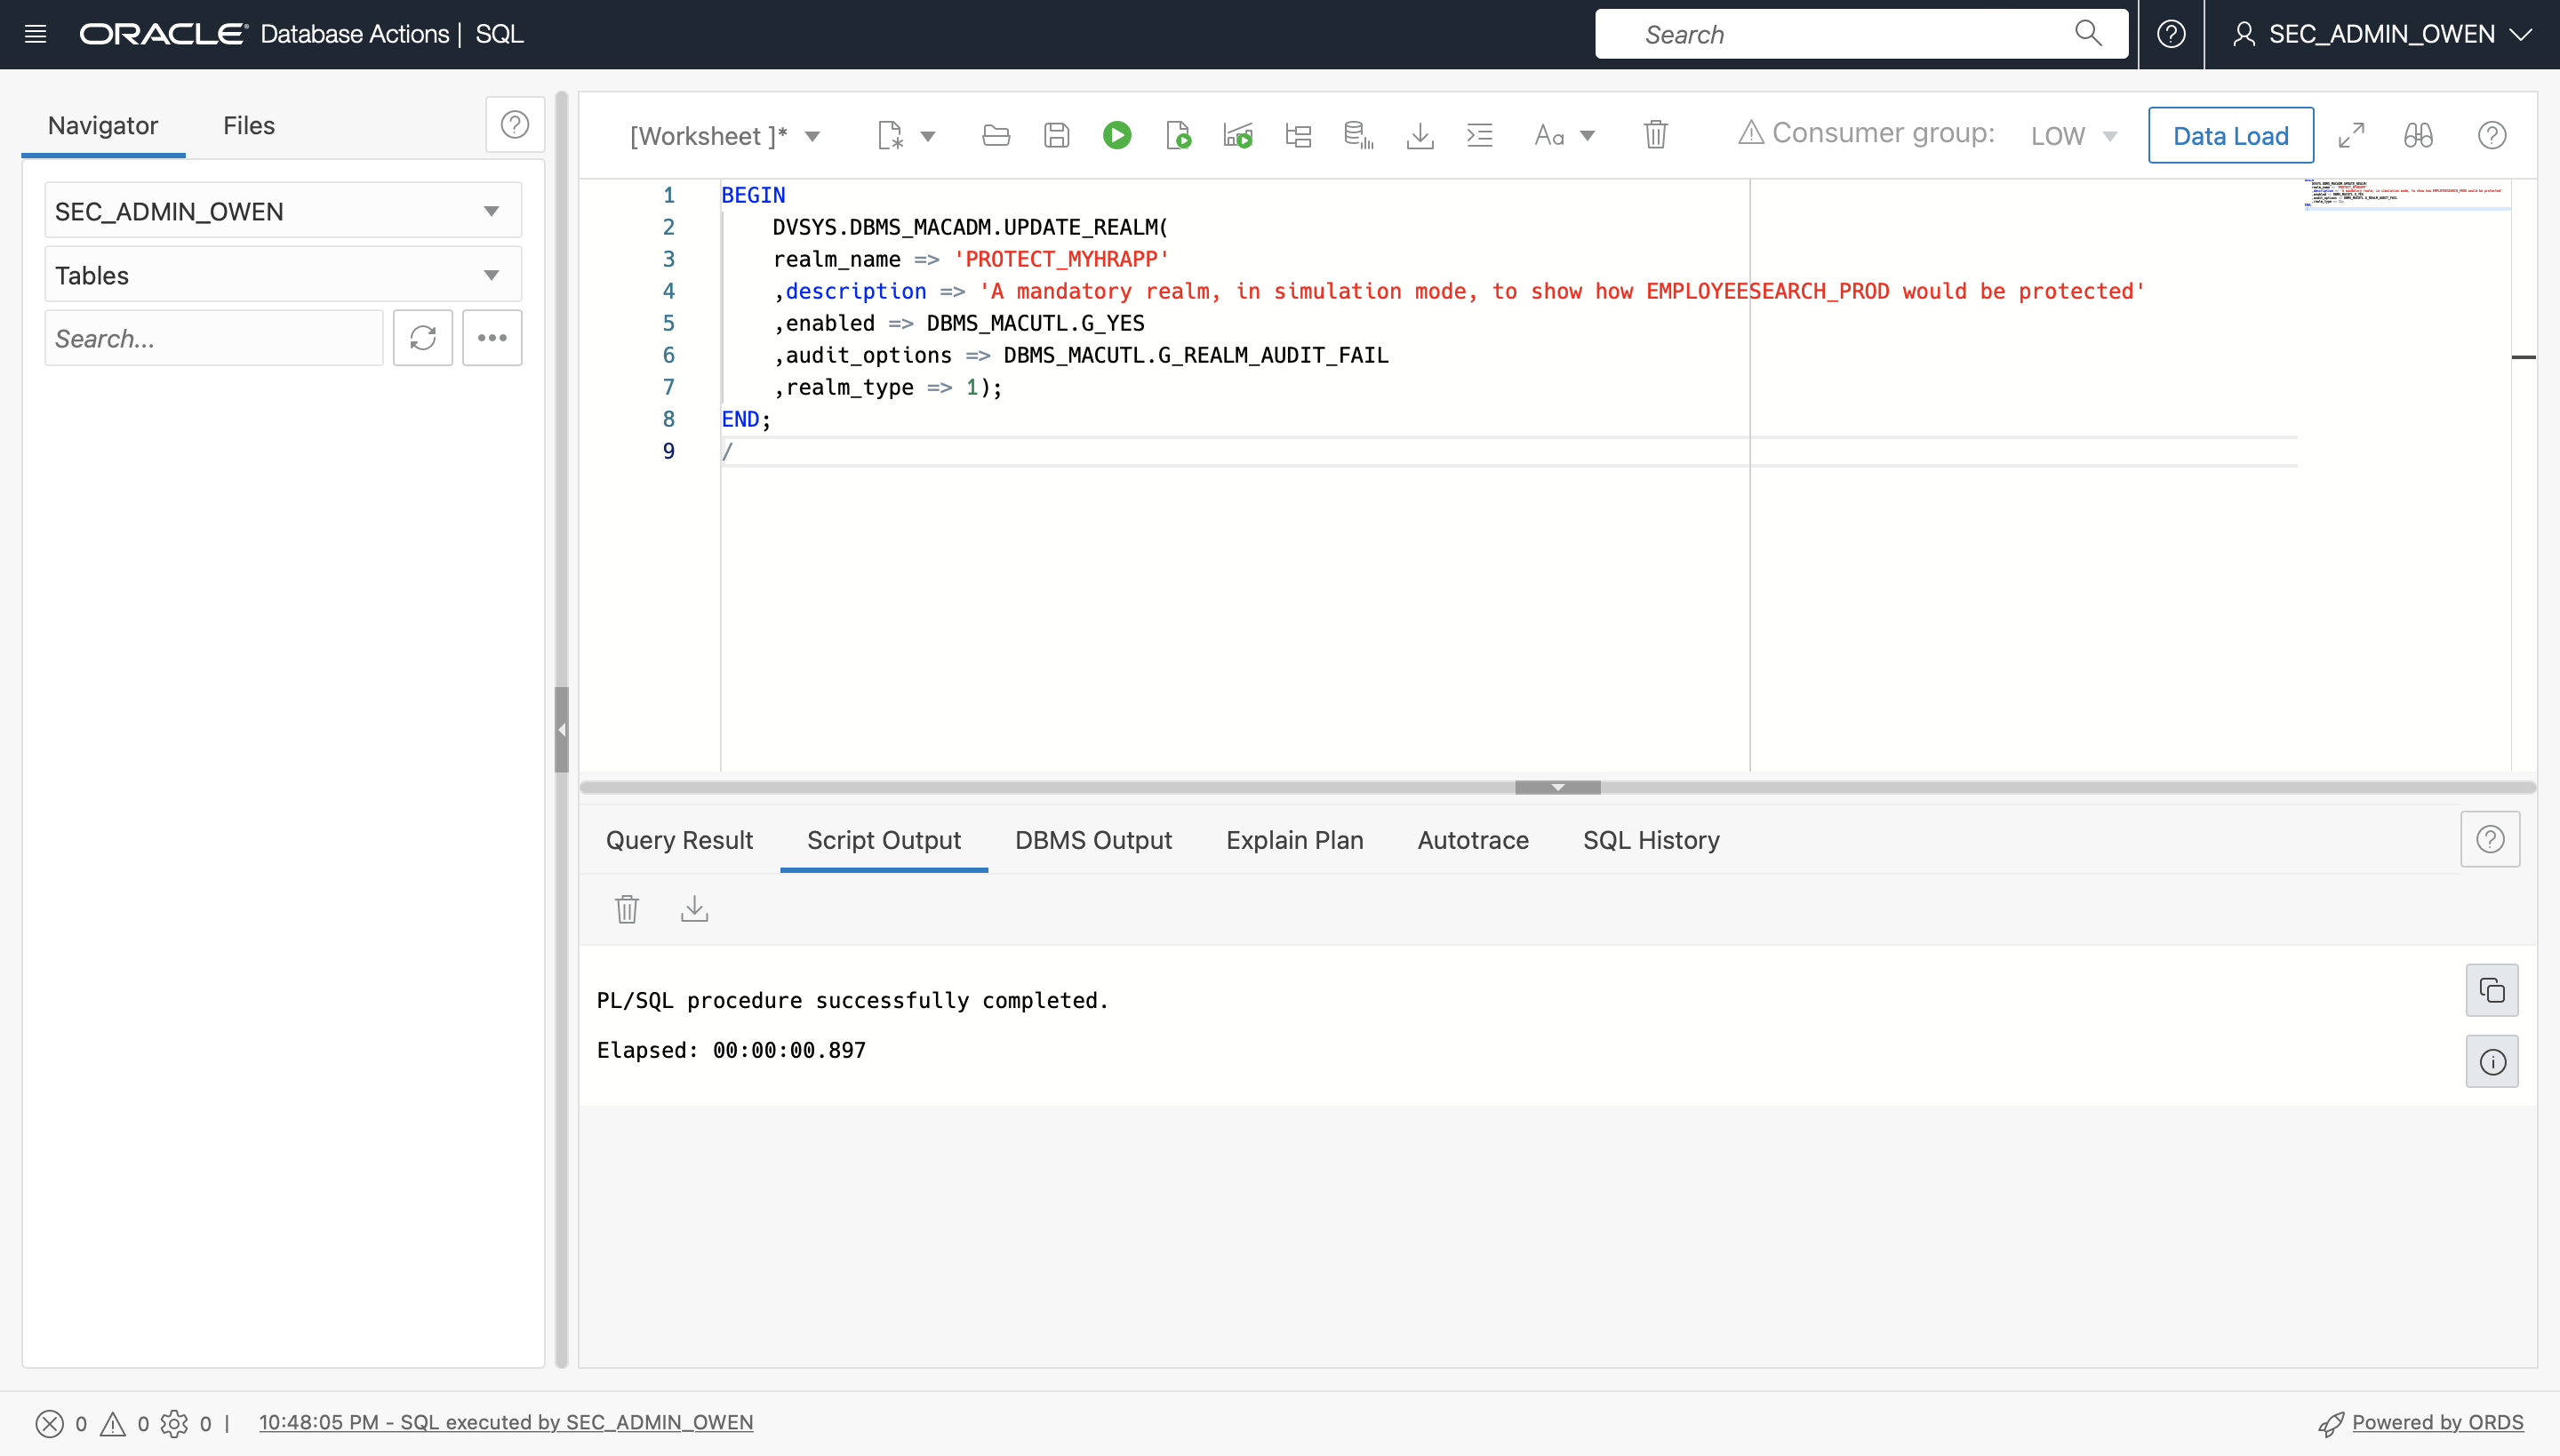 ORACLE Database Actions | SQL
Search
SEC_ADMIN_OWEN
Navigator
Files
SEC_ADMIN_OWEN
Tables
Search...
[Worksheet ]*
Aa
Consumer group:
LOW
Data Load
1 BEGIN
2 DVSYS.DBMS_MACADM.UPDATE_REALM(
3 realm_name => 'PROTECT_MYHRAPP'
4 ,description => 'A mandatory realm, in simulation mode, to show how EMPLOYEESEARCH_PROD would be protected'
5 ,enabled => DBMS_MACUTL.G_YES
6 ,audit_options => DBMS_MACUTL.G_REALM_AUDIT_FAIL
7 ,realm_type => 1);
8 END;
9 /
Query Result
Script Output
DBMS Output
Explain Plan
Autotrace
SQL History
PL/SQL procedure successfully completed.
Elapsed: 00:00:00.897
0 0 0 | 10:48:05 PM - SQL executed by SEC_ADMIN_OWEN
Powered by ORDS